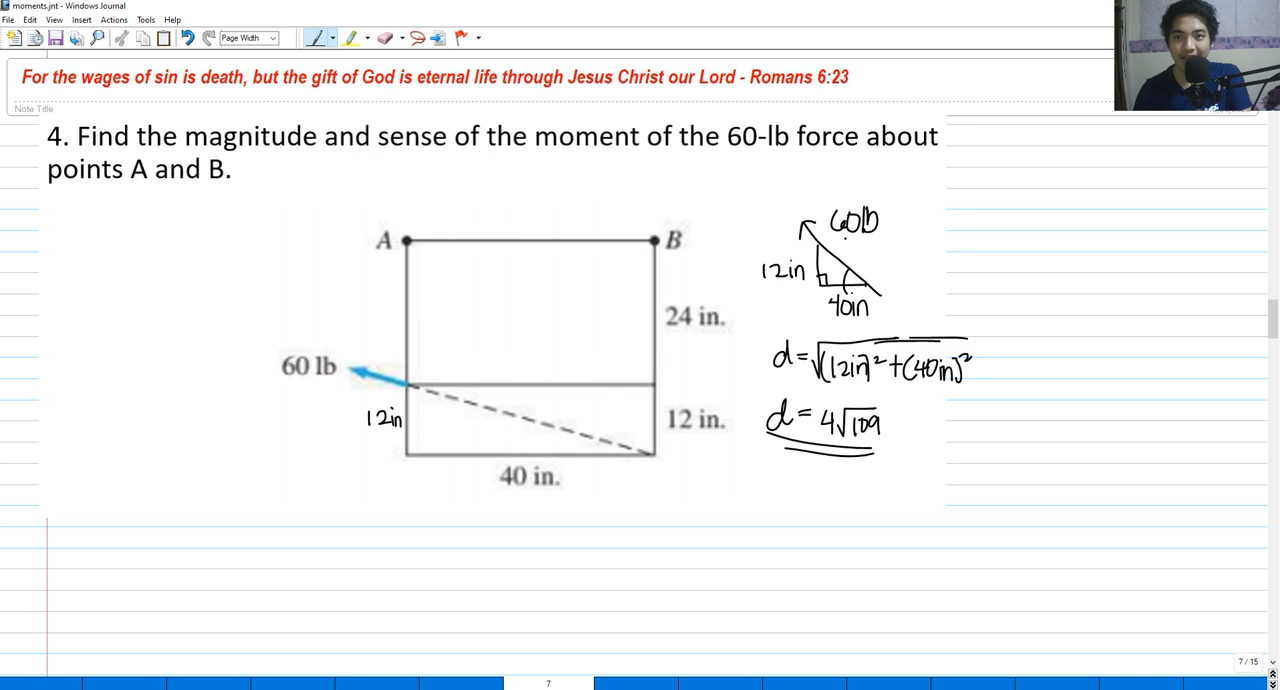 moments.jnt - Windows Journal
File Edit View Insert Actions Tools Help
Page Width
For the wages of sin is death, but the gift of God is eternal life through Jesus Christ our Lord - Romans 6:23
Note Title
4. Find the magnitude and sense of the moment of the 60-lb force about
points A and B.
A
B
24 in.
60 lb
12in
12 in.
40 in.
60lb
12in
40in
d=√(12in)²+(40in)²
d=4√109
7 / 15
7